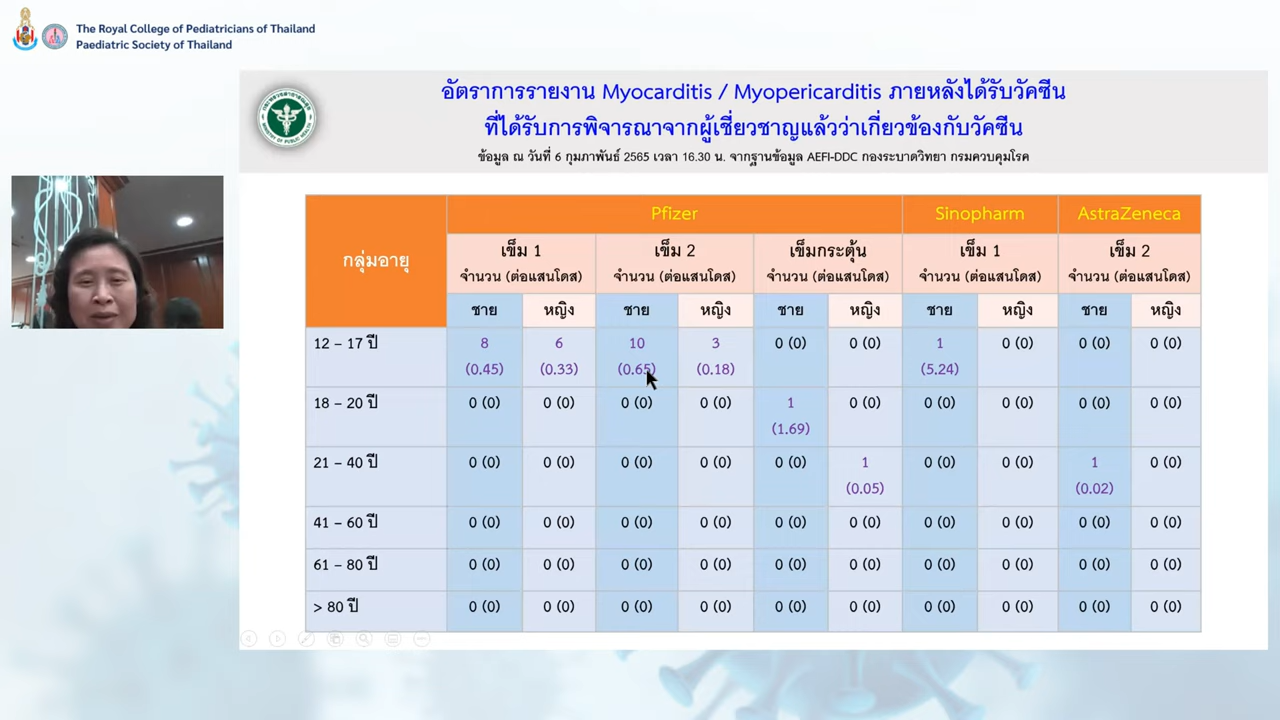 The Royal College of Pediatricians of Thailand
Paediatric Society of Thailand
อัตราการรายงาน Myocarditis / Myopericarditis ภายหลังได้รับวัคซีน
ที่ได้รับการพิจารณาจากผู้เชี่ยวชาญแล้วว่าเกี่ยวข้องกับวัคซีน
ข้อมูล ณ วันที่ 6 กุมภาพันธ์ 2565 เวลา 16.30 น. จากฐานข้อมูล AEFI-DDC กองระบาดวิทยา กรมควบคุมโรค
กลุ่มอายุ Pfizer Sinopharm AstraZeneca
เข็ม 1 เข็ม 2 เข็มกระตุ้น เข็ม 1 เข็ม 2
จำนวน (ต่อแสนโดส) จำนวน (ต่อแสนโดส) จำนวน (ต่อแสนโดส) จำนวน (ต่อแสนโดส) จำนวน (ต่อแสนโดส)
ชาย หญิง ชาย หญิง ชาย หญิง ชาย หญิง ชาย หญิง
12 – 17 ปี 8 6 10 3 0 (0) 0 (0) 1 0 (0) 0 (0) 0 (0)
(0.45) (0.33) (0.65) (0.18) (5.24)
18 – 20 ปี 0 (0) 0 (0) 0 (0) 0 (0) 1 0 (0) 0 (0) 0 (0) 0 (0) 0 (0)
(1.69)
21 – 40 ปี 0 (0) 0 (0) 0 (0) 0 (0) 0 (0) 1 0 (0) 0 (0) 1 0 (0)
(0.05) (0.02)
41 – 60 ปี 0 (0) 0 (0) 0 (0) 0 (0) 0 (0) 0 (0) 0 (0) 0 (0) 0 (0) 0 (0)
61 – 80 ปี 0 (0) 0 (0) 0 (0) 0 (0) 0 (0) 0 (0) 0 (0) 0 (0) 0 (0) 0 (0)
> 80 ปี 0 (0) 0 (0) 0 (0) 0 (0) 0 (0) 0 (0) 0 (0) 0 (0) 0 (0) 0 (0)